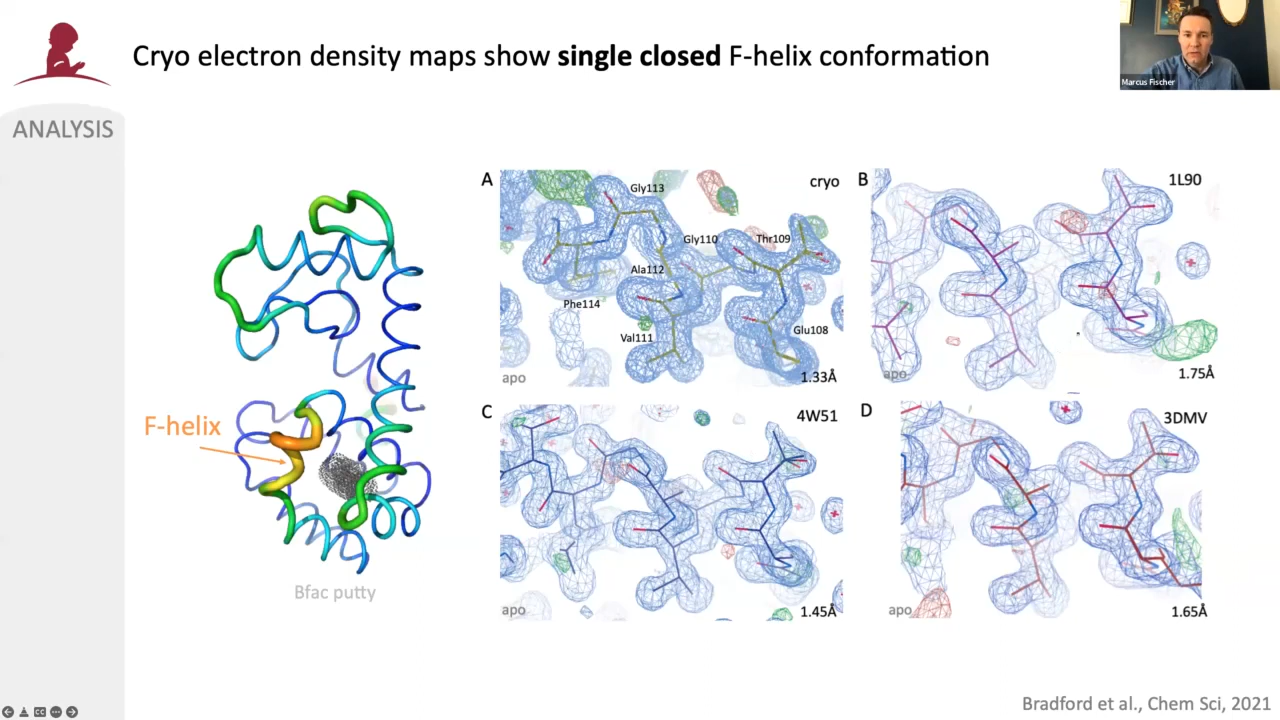 Cryo electron density maps show single closed F-helix conformation
Marcus Fischer
ANALYSIS
F-helix
Bfac putty
A
cryo
Gly113
Gly110
Thr109
Ala112
Phe114
Val111
Glu108
apo
1.33Å
B
1L90
apo
1.75Å
C
4W51
apo
1.45Å
D
3DMV
apo
1.65Å
Bradford et al., Chem Sci, 2021